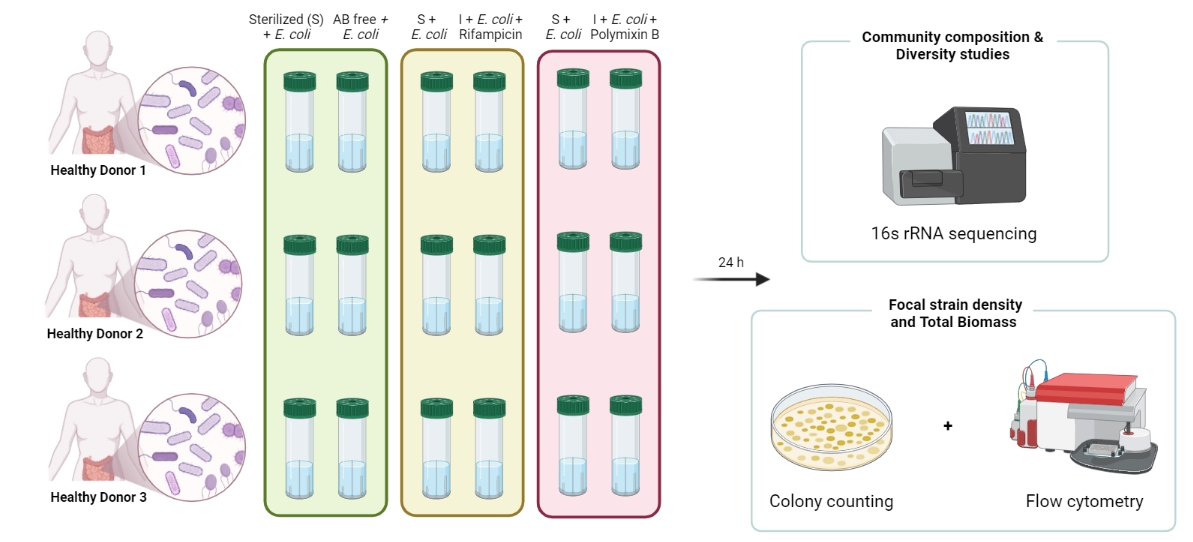 Sterilized (S)
+ E. coli
AB free +
E. coli
S +
E. coli
I + E. coli +
Rifampicin
S +
E. coli
I + E. coli +
Polymixin B
Healthy Donor 1
Healthy Donor 2
Healthy Donor 3
24 h
Community composition &
Diversity studies
16s rRNA sequencing
Focal strain density
and Total Biomass
Colony counting
+
Flow cytometry